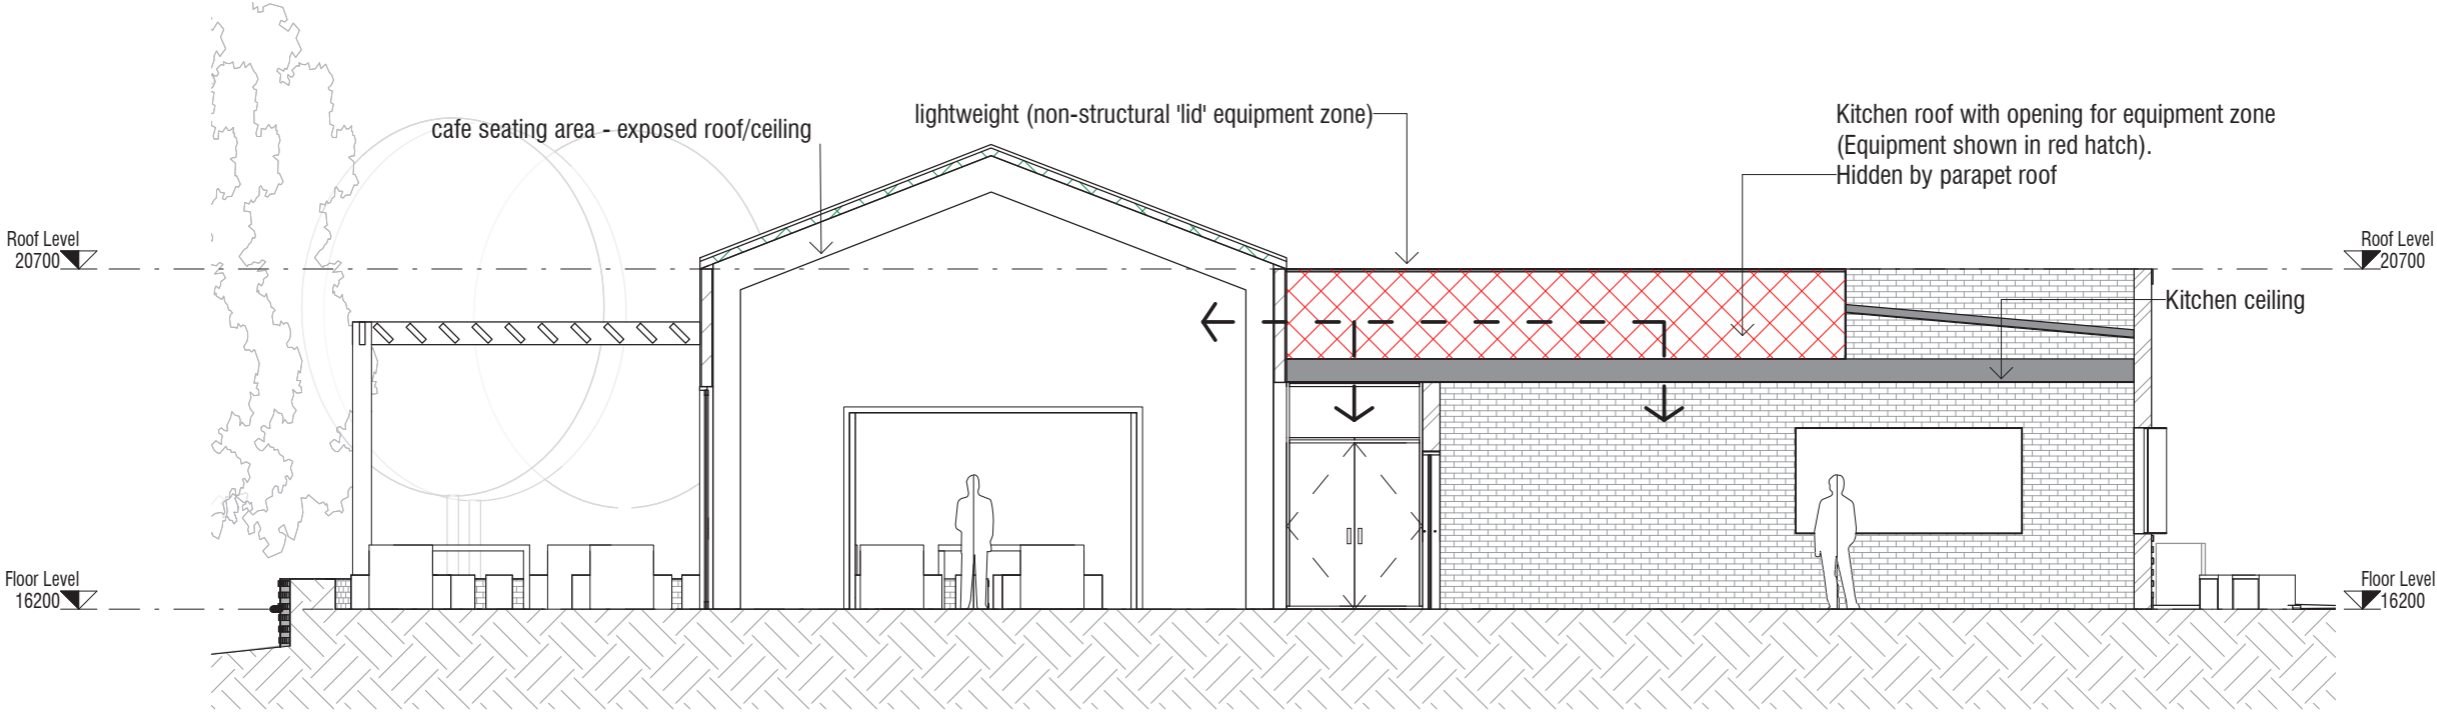 cafe seating area - exposed roof/ceiling
lightweight (non-structural 'lid' equipment zone)
Kitchen roof with opening for equipment zone
(Equipment shown in red hatch).
Hidden by parapet roof
Roof Level
20700
Roof Level
20700
Kitchen ceiling
Floor Level
16200
Floor Level
16200